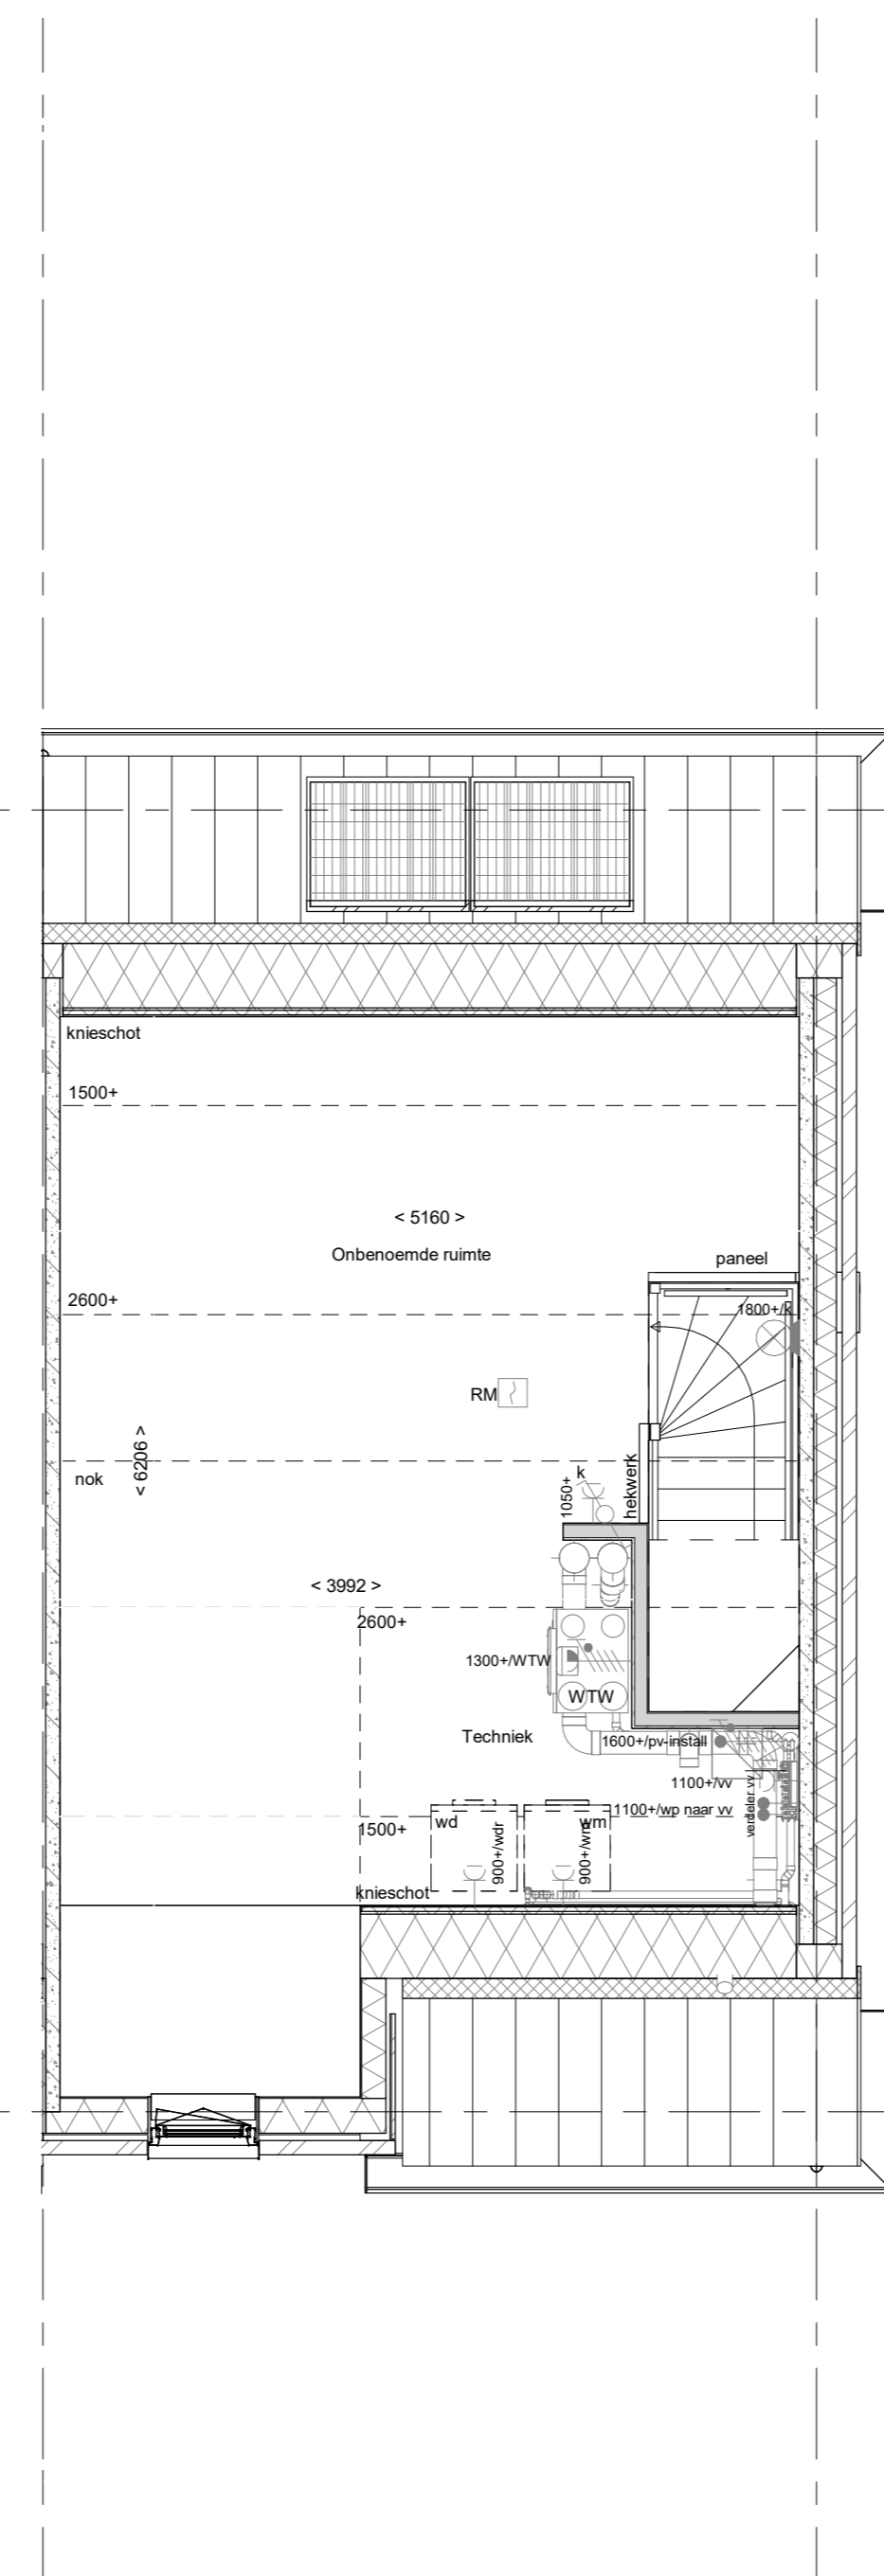 knieschot
1500+
< 5160 >
Onbenoemde ruimte
paneel
2600+
1800+/k
RM
< 6206 >
nok
k
1050+
hekwerk
< 3992 >
2600+
1300+/WTW
WTW
Techniek
1600+/pv-install
1100+/vv
1100+/wp naar vv
verdeler vv
1500+
wd
900+/wdr
wm
900+/wm
knieschot